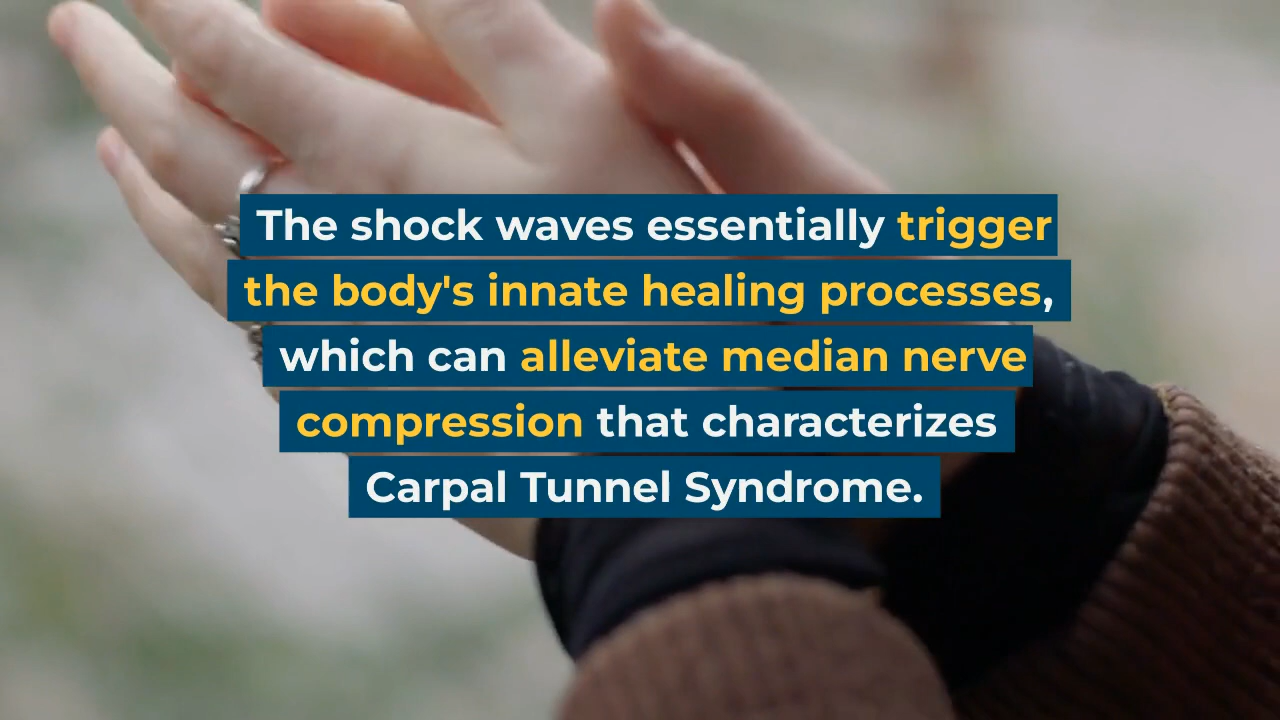 The shock waves essentially trigger
the body's innate healing processes,
which can alleviate median nerve
compression that characterizes
Carpal Tunnel Syndrome.